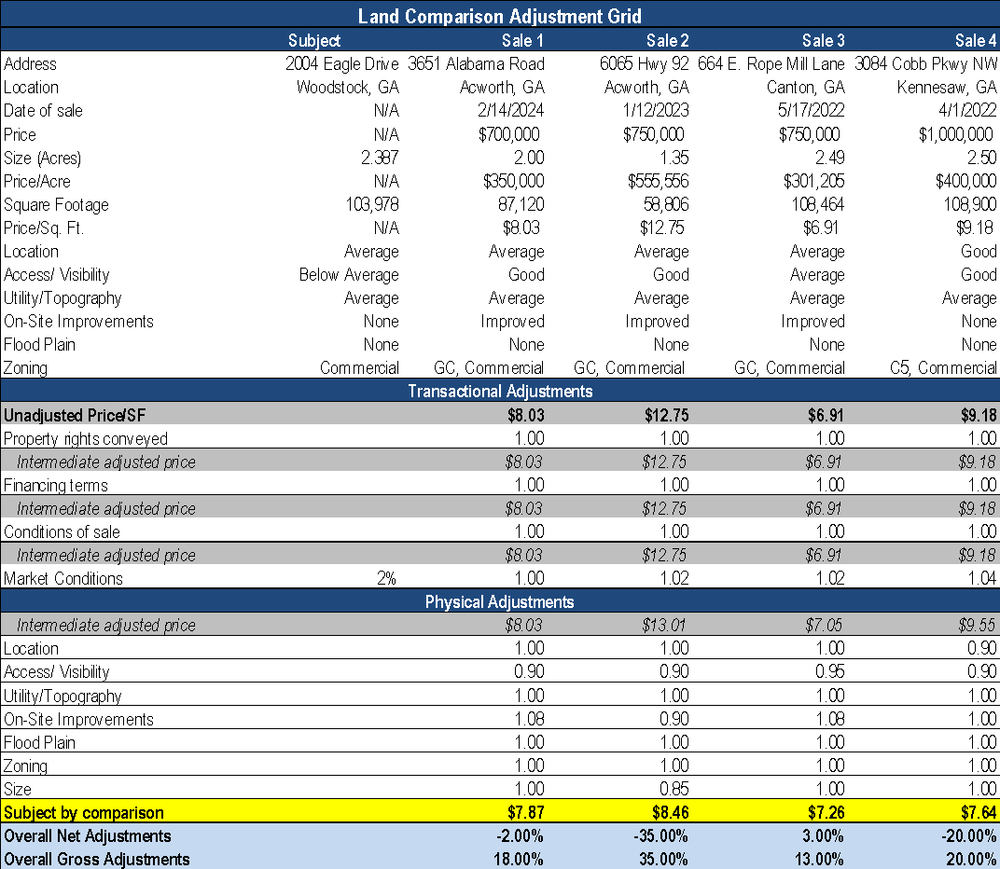 Land Comparison Adjustment Grid
Subject Sale 1 Sale 2 Sale 3 Sale 4
Address 2004 Eagle Drive 3651 Alabama Road 6065 Hwy 92 664 E. Rope Mill Lane 3084 Cobb Pkwy NW
Location Woodstock, GA Acworth, GA Acworth, GA Canton, GA Kennesaw, GA
Date of sale N/A 2/14/2024 1/12/2023 5/17/2022 4/1/2022
Price N/A $700,000 $750,000 $750,000 $1,000,000
Size (Acres) 2.387 2.00 1.35 2.49 2.50
Price/Acre N/A $350,000 $555,556 $301,205 $400,000
Square Footage 103,978 87,120 58,806 108,464 108,900
Price/Sq. Ft. N/A $8.03 $12.75 $6.91 $9.18
Location Average Average Average Average Good
Access/ Visibility Below Average Good Good Average Good
Utility/Topography Average Average Average Average Average
On-Site Improvements None Improved Improved Improved None
Flood Plain None None None None None
Zoning Commercial GC, Commercial GC, Commercial GC, Commercial C5, Commercial
Transactional Adjustments
Unadjusted Price/SF $8.03 $12.75 $6.91 $9.18
Property rights conveyed 1.00 1.00 1.00 1.00
Intermediate adjusted price $8.03 $12.75 $6.91 $9.18
Financing terms 1.00 1.00 1.00 1.00
Intermediate adjusted price $8.03 $12.75 $6.91 $9.18
Conditions of sale 1.00 1.00 1.00 1.00
Intermediate adjusted price $8.03 $12.75 $6.91 $9.18
Market Conditions 2% 1.00 1.02 1.02 1.04
Physical Adjustments
Intermediate adjusted price $8.03 $13.01 $7.05 $9.55
Location 1.00 1.00 1.00 0.90
Access/ Visibility 0.90 0.90 0.95 0.90
Utility/Topography 1.00 1.00 1.00 1.00
On-Site Improvements 1.08 0.90 1.08 1.00
Flood Plain 1.00 1.00 1.00 1.00
Zoning 1.00 1.00 1.00 1.00
Size 1.00 0.85 1.00 1.00
Subject by comparison $7.87 $8.46 $7.26 $7.64
Overall Net Adjustments -2.00% -35.00% 3.00% -20.00%
Overall Gross Adjustments 18.00% 35.00% 13.00% 20.00%